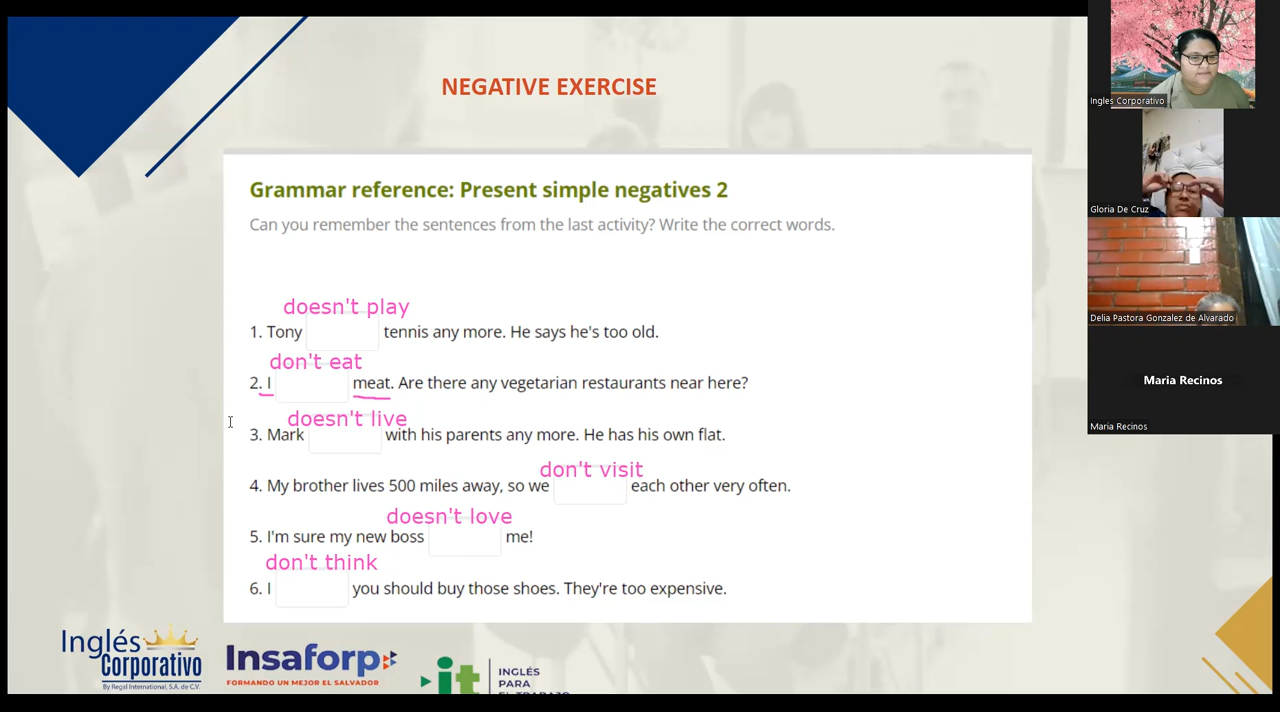 NEGATIVE EXERCISE
Grammar reference: Present simple negatives 2
Can you remember the sentences from the last activity? Write the correct words.
doesn't play
1. Tony tennis any more. He says he's too old.
don't eat
2. I meat. Are there any vegetarian restaurants near here?
doesn't live
3. Mark with his parents any more. He has his own flat.
don't visit
4. My brother lives 500 miles away, so we each other very often.
doesn't love
5. I'm sure my new boss me!
don't think
6. I you should buy those shoes. They're too expensive.
Inglés
Corporativo
By Regal International, S.A. de C.V.
Insaforp
FORMANDO UN MEJOR EL SALVADOR
it
INGLÉS
PARA
EL TRABAJO
Ingles Corporativo
Gloria De Cruz
Delia Pastora Gonzalez de Alvarado
Maria Recinos
Maria Recinos